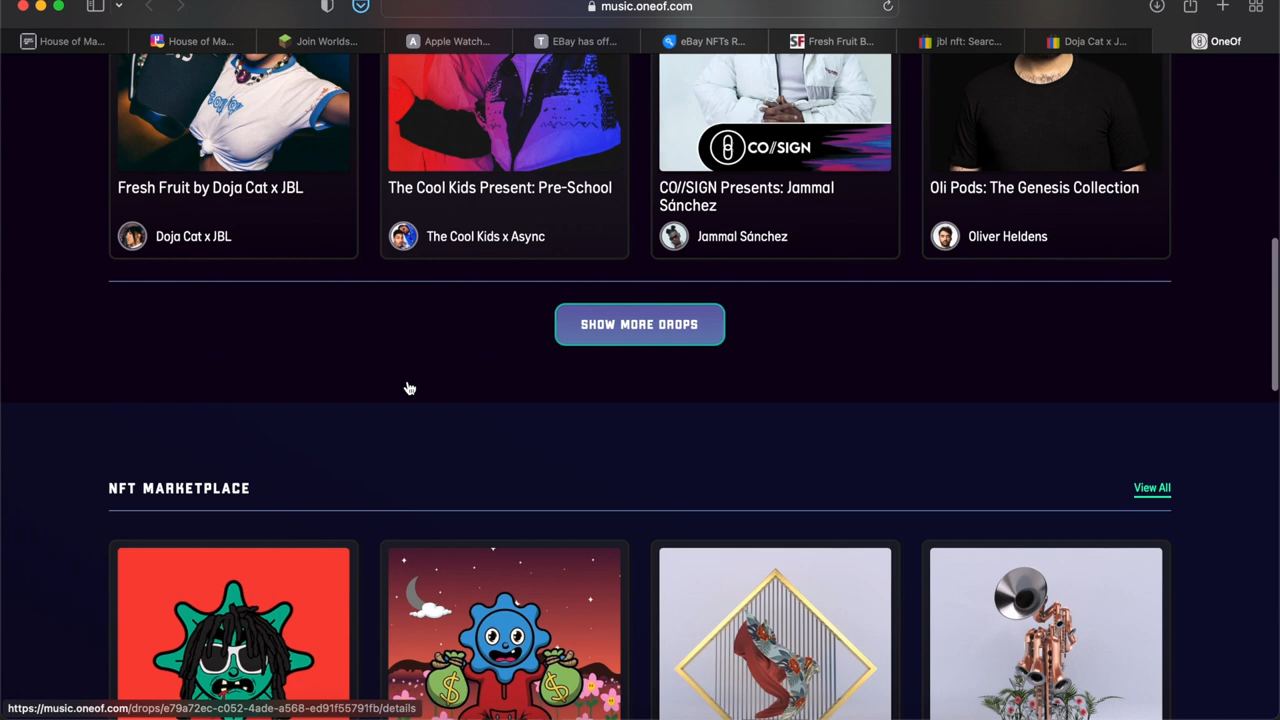 music.oneof.com
House of Ma...
House of Ma...
Join Worlds...
Apple Watch...
EBay has off...
eBay NFTs R...
Fresh Fruit B...
jbl nft: Searc...
Doja Cat x J...
OneOf
CO//SIGN
Fresh Fruit by Doja Cat x JBL
The Cool Kids Present: Pre-School
CO//SIGN Presents: Jammal
Sánchez
Oli Pods: The Genesis Collection
Doja Cat x JBL
The Cool Kids x Async
Jammal Sánchez
Oliver Heldens
SHOW MORE DROPS
NFT MARKETPLACE
View All
https://music.oneof.com/drops/e79a72ec-c052-4ade-a568-ed91f55791fb/details